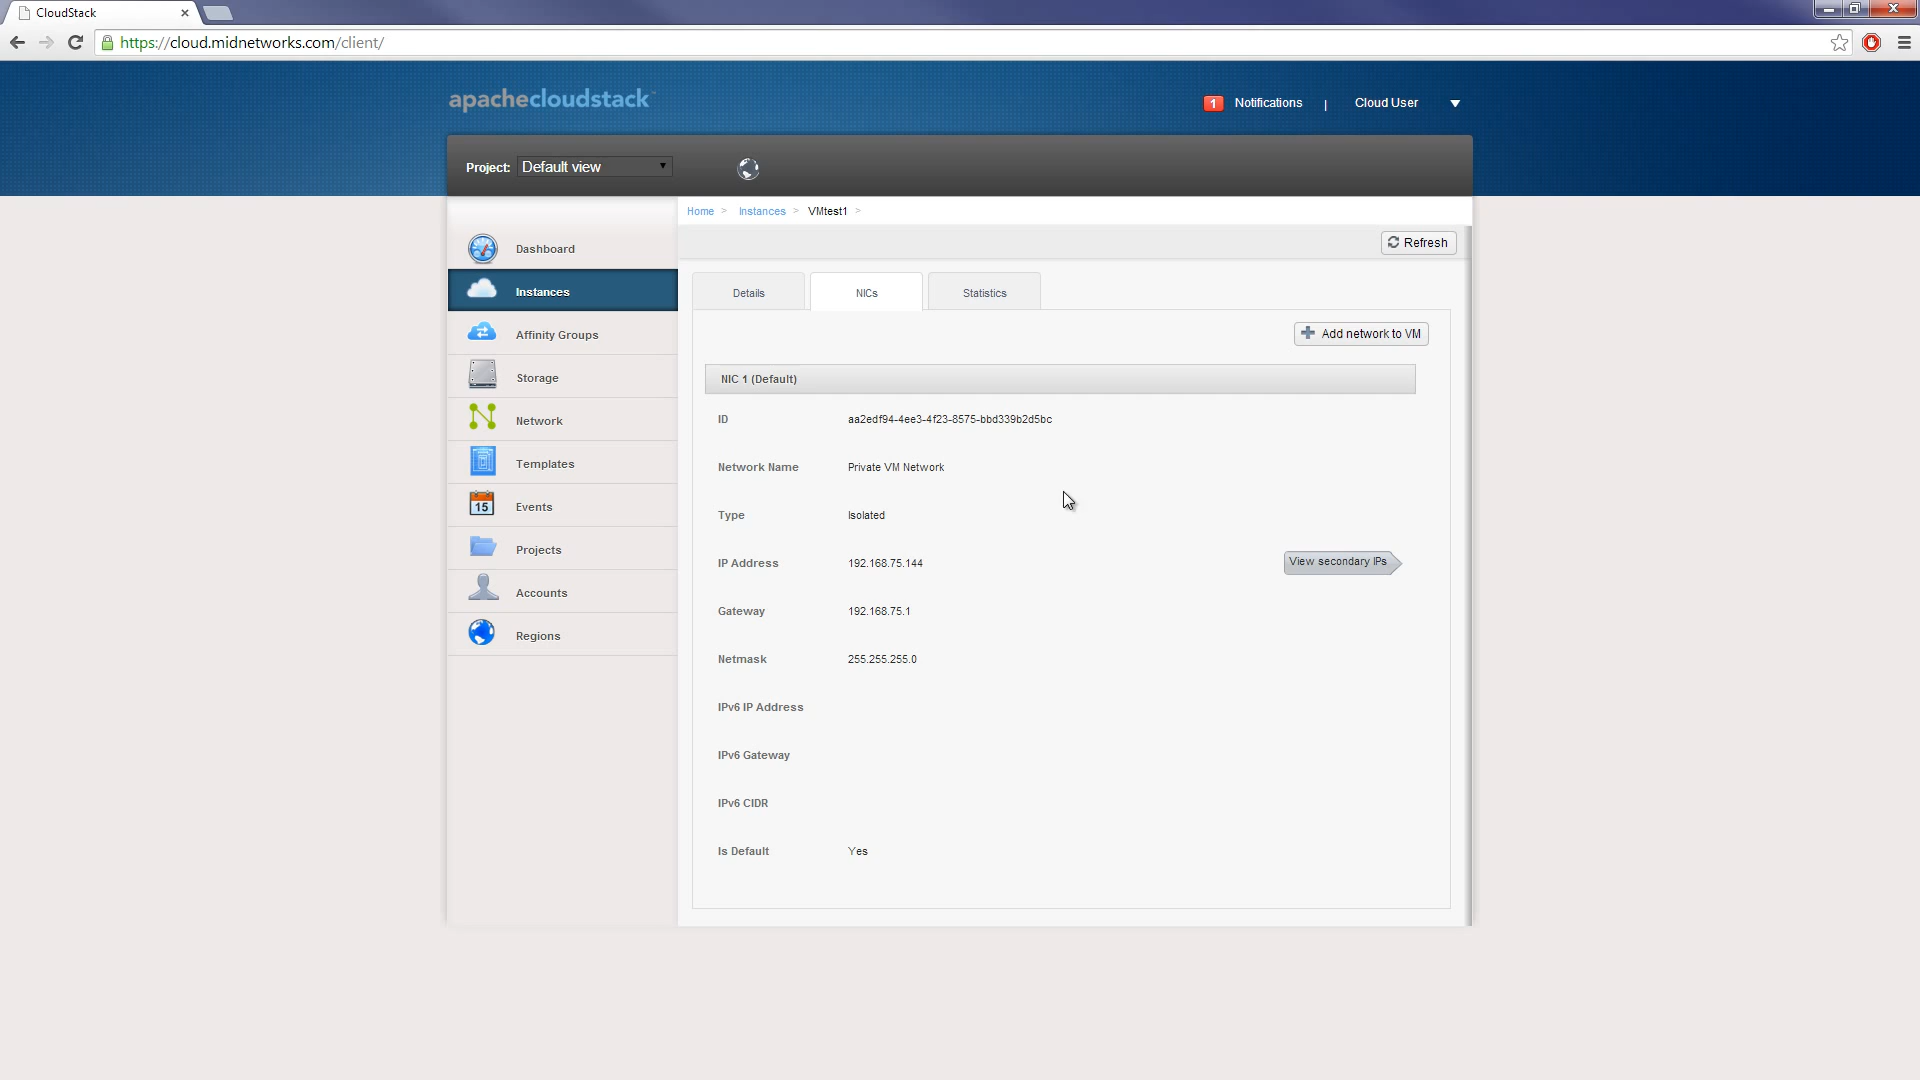 CloudStack
https://cloud.midnetworks.com/client/
apachecloudstack
1 Notifications | Cloud User
Project: Default view
Home > Instances > VMtest1 >
Refresh
Dashboard
Instances
Affinity Groups
Storage
Network
Templates
15 Events
Projects
Accounts
Regions
Details NICs Statistics
Add network to VM
NIC 1 (Default)
ID aa2edf94-4ee3-4f23-8575-bbd339b2d5bc
Network Name Private VM Network
Type Isolated
IP Address 192.168.75.144 View secondary IPs
Gateway 192.168.75.1
Netmask 255.255.255.0
IPv6 IP Address
IPv6 Gateway
IPv6 CIDR
Is Default Yes